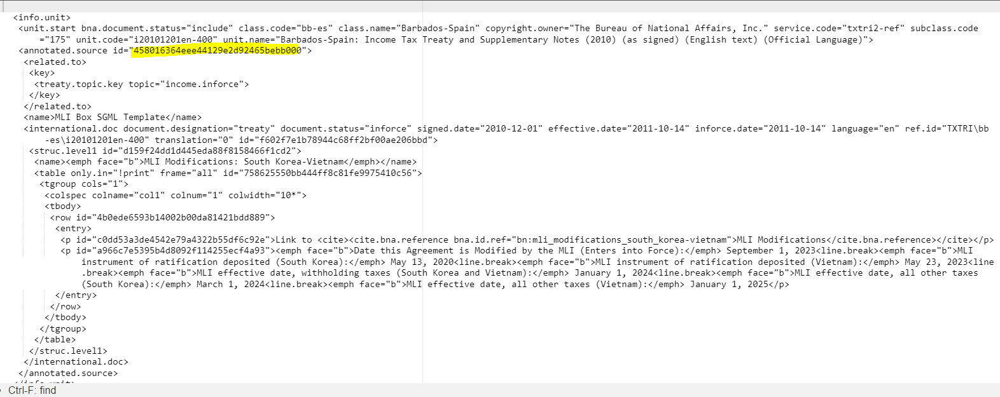 <info.unit>
<unit.start bna.document.status="include" class.code="bb-es" class.name="Barbados-Spain" copyright.owner="The Bureau of National Affairs, Inc." service.code="txtri2-ref" subclass.code
="175" unit.code="i20101201en-400" unit.name="Barbados-Spain: Income Tax Treaty and Supplementary Notes (2010) (as signed) (English text) (Official Language)">
<annotated.source id="458016364eee44129e2d92465bebb000">
<related.to>
<key>
<treaty.topic.key topic="income.inforce">
</key>
</related.to>
<name>MLI Box SGML Template</name>
<international.doc document.designation="treaty" document.status="inforce" signed.date="2010-12-01" effective.date="2011-10-14" inforce.date="2011-10-14" language="en" ref.id="TXTRI\bb
-es\i20101201en-400" translation="0" id="f602f7e1b78944c68ff2bf00ae206bbd">
<struc.level1 id="d159f24dd1d445eda88f8158466f1cd2">
<name><emph face="b">MLI Modifications: South Korea-Vietnam</emph></name>
<table only.in="!print" frame="all" id="758625550bb444ff8c81fe9975410c56">
<tgroup cols="1">
<colspec colname="col1" colnum="1" colwidth="10*">
<tbody>
<row id="4b0ede6593b14002b00da81421bdd889">
<entry>
<p id="c0dd53a3de4542e79a4322b55df6c92e">Link to <cite><cite.bna.reference bna.id.ref="bn:mli_modifications_south_korea-vietnam">MLI Modifications</cite.bna.reference></cite></p>
<p id="a966c7e5395b4d8092f114255ecf4a93"><emph face="b">Date this Agreement is Modified by the MLI (Enters into Force):</emph> September 1, 2023<line.break><emph face="b">MLI
instrument of ratification deposited (South Korea):</emph> May 13, 2020<line.break><emph face="b">MLI instrument of ratification deposited (Vietnam):</emph> May 23, 2023<line
.break><emph face="b">MLI effective date, withholding taxes (South Korea and Vietnam):</emph> January 1, 2024<line.break><emph face="b">MLI effective date, all other taxes
(South Korea):</emph> March 1, 2024<line.break><emph face="b">MLI effective date, all other taxes (Vietnam):</emph> January 1, 2025</p>
</entry>
</row>
</tbody>
</tgroup>
</table>
</struc.level1>
</international.doc>
</annotated.source>
</info.unit>
Ctrl-F: find